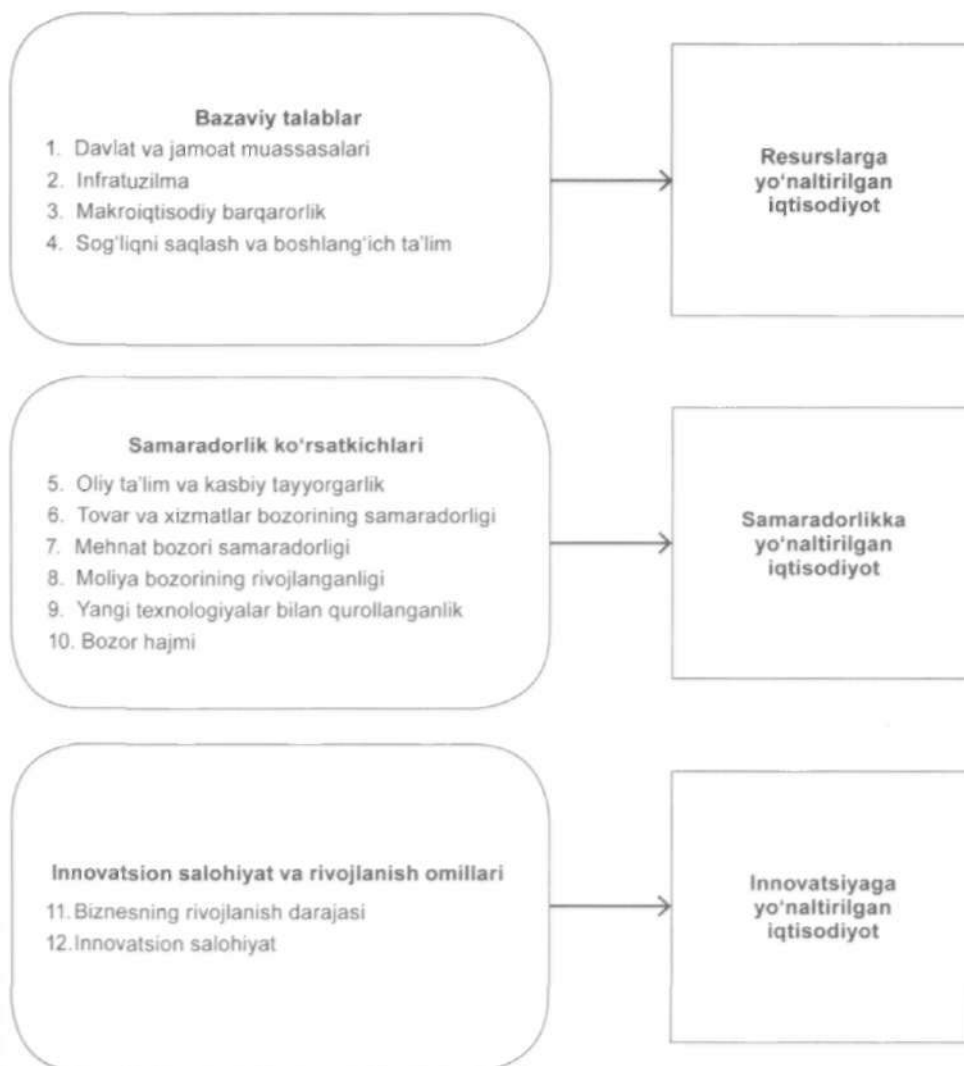 Bazaviy talablar
1. Davlat va jamoat muassasalari
2. Infratuzilma
3. Makroiqtisodiy barqarorlik
4. Sog‘liqni saqlash va boshlang‘ich ta’lim
Resurslarga
yo‘naltirilgan
iqtisodiyot
Samaradorlik ko‘rsatkichlari
5. Oliy ta’lim va kasbiy tayyorgarlik
6. Tovar va xizmatlar bozorining samaradorligi
7. Mehnat bozori samaradorligi
8. Moliya bozorining rivojlanganligi
9. Yangi texnologiyalar bilan qurollanganlik
10. Bozor hajmi
Samaradorlikka
yo‘naltirilgan
iqtisodiyot
Innovatsion salohiyat va rivojlanish omillari
11. Biznesning rivojlanish darajasi
12. Innovatsion salohiyat
Innovatsiyaga
yo‘naltirilgan
iqtisodiyot